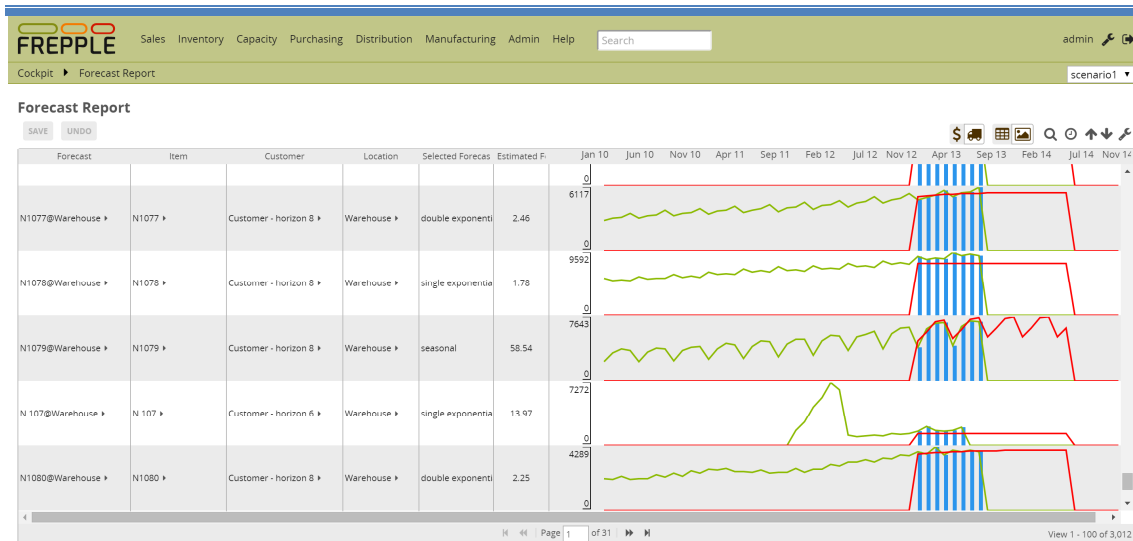 FREPPLE Sales Inventory Capacity Purchasing Distribution Manufacturing Admin Help Search admin
Cockpit Forecast Report scenario1
Forecast Report
SAVE UNDO
$
Forecast Item Customer Location Selected Forecas Estimated F Jan 10 Jun 10 Nov 10 Apr 11 Sep 11 Feb 12 Jul 12 Nov 12 Apr 13 Sep 13 Feb 14 Jul 14 Nov 14
0
6117
N1077@Warehouse N1077 Customer - horizon 8 Warehouse double exponenti 2.46
0
9592
N1078@Warehouse N1078 Customer - horizon 8 Warehouse single exponentia 1.78
0
7643
N1079@Warehouse N1079 Customer - horizon 8 Warehouse seasonal 58.54
0
7272
N 107@Warehouse N 107 Customer - horizon 6 Warehouse single exponentia 13.97
0
4289
N1080@Warehouse N1080 Customer - horizon 8 Warehouse double exponenti 2.25
0
Page 1 of 31 View 1 - 100 of 3,012